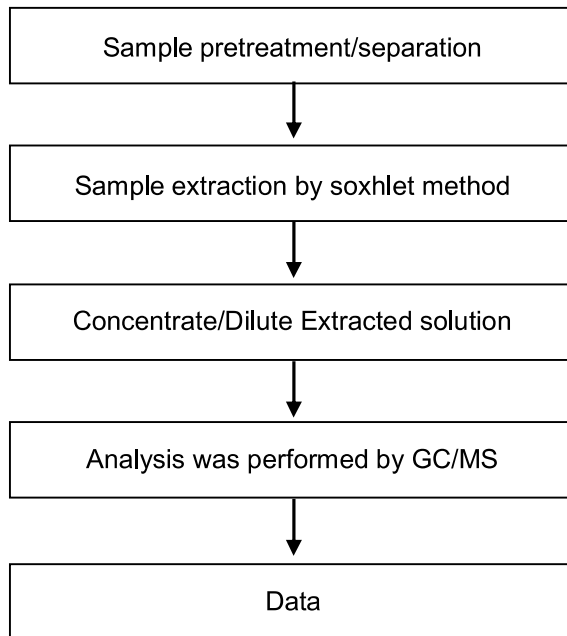 Sample pretreatment/separation
Sample extraction by soxhlet method
Concentrate/Dilute Extracted solution
Analysis was performed by GC/MS
Data